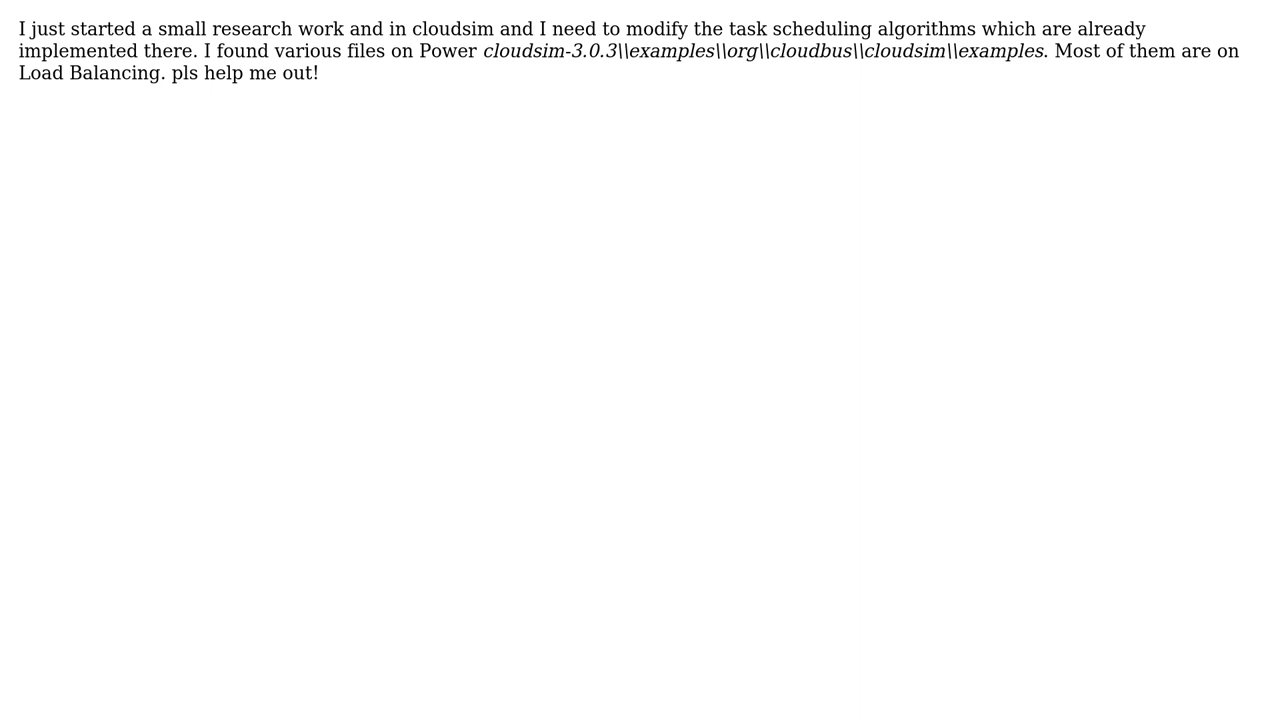 I just started a small research work and in cloudsim and I need to modify the task scheduling algorithms which are already
implemented there. I found various files on Power cloudsim-3.0.3\\examples\\org\\cloudbus\\cloudsim\\examples. Most of them are on
Load Balancing. pls help me out!